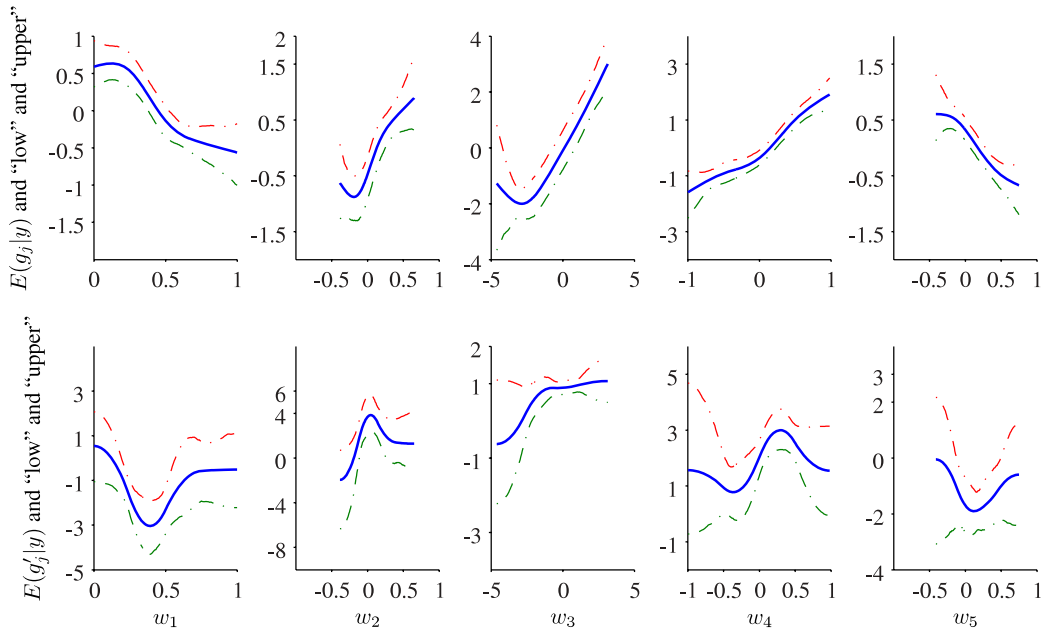 E(g_j|y) and "low" and "upper"
1 0.5 0 -0.5 -1 -1.5
0 0.5 1
2 1.5 0.5 -0.5 -1.5
-0.5 0 0.5 1
4 3 2 0 -2 -4
-5 0 5
5 3 1 -1 -3
-1 0 1
1.5 0.5 -0.5 -1.5
-0.5 0 0.5 1
E(g'_j|y) and "low" and "upper"
3 1 -1 -3 -5
0 0.5 1
w_1
6 4 0 -4 -8 -10
-0.5 0 0.5 1
w_2
2 1 -1 -3
-5 0 5
w_3
5 3 1 -1
-1 -0.5 0 0.5 1
w_4
3 2 0 -2 -4
-0.5 0 0.5 1
w_5